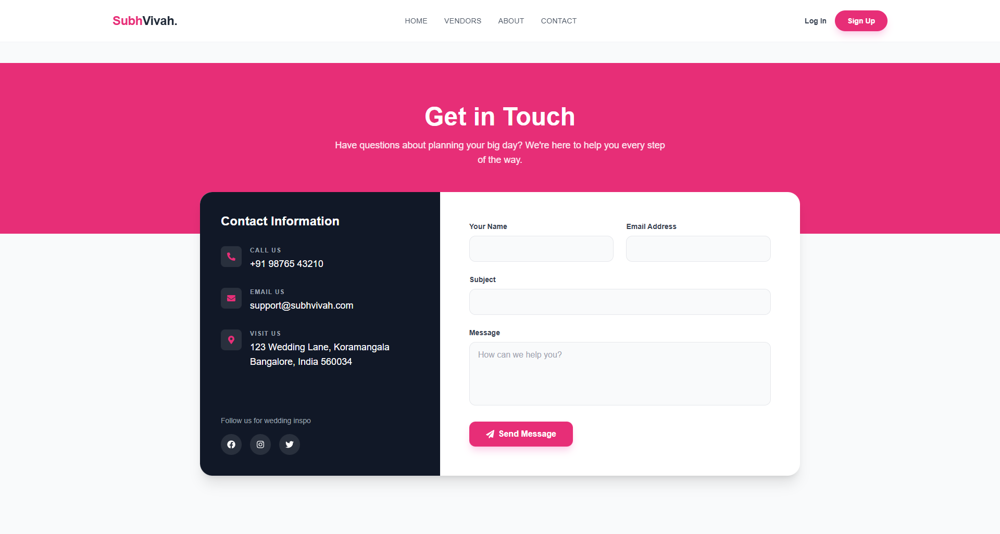 SubhVivah.
HOME
VENDORS
ABOUT
CONTACT
Log In
Sign Up
Get in Touch
Have questions about planning your big day? We're here to help you every step
of the way.
Contact Information
CALL US
+91 98765 43210
EMAIL US
support@subhvivah.com
VISIT US
123 Wedding Lane, Koramangala
Bangalore, India 560034
Follow us for wedding inspo
Your Name
Email Address
Subject
Message
How can we help you?
Send Message